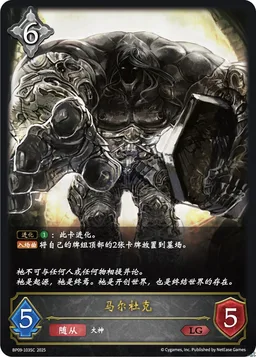 6
进化 1 : 此卡进化。
入场曲 将自己的牌组顶部的2张卡牌放置到墓场。
祂不可与任何人或任何物相提并论。
祂是起源，祂是终焉。祂是开创世界，也是终结世界的存在。
马尔杜克
5
随从 大神 LG
5
BP09-103SC 2025
© Cygames, Inc. Published by NetEase Games